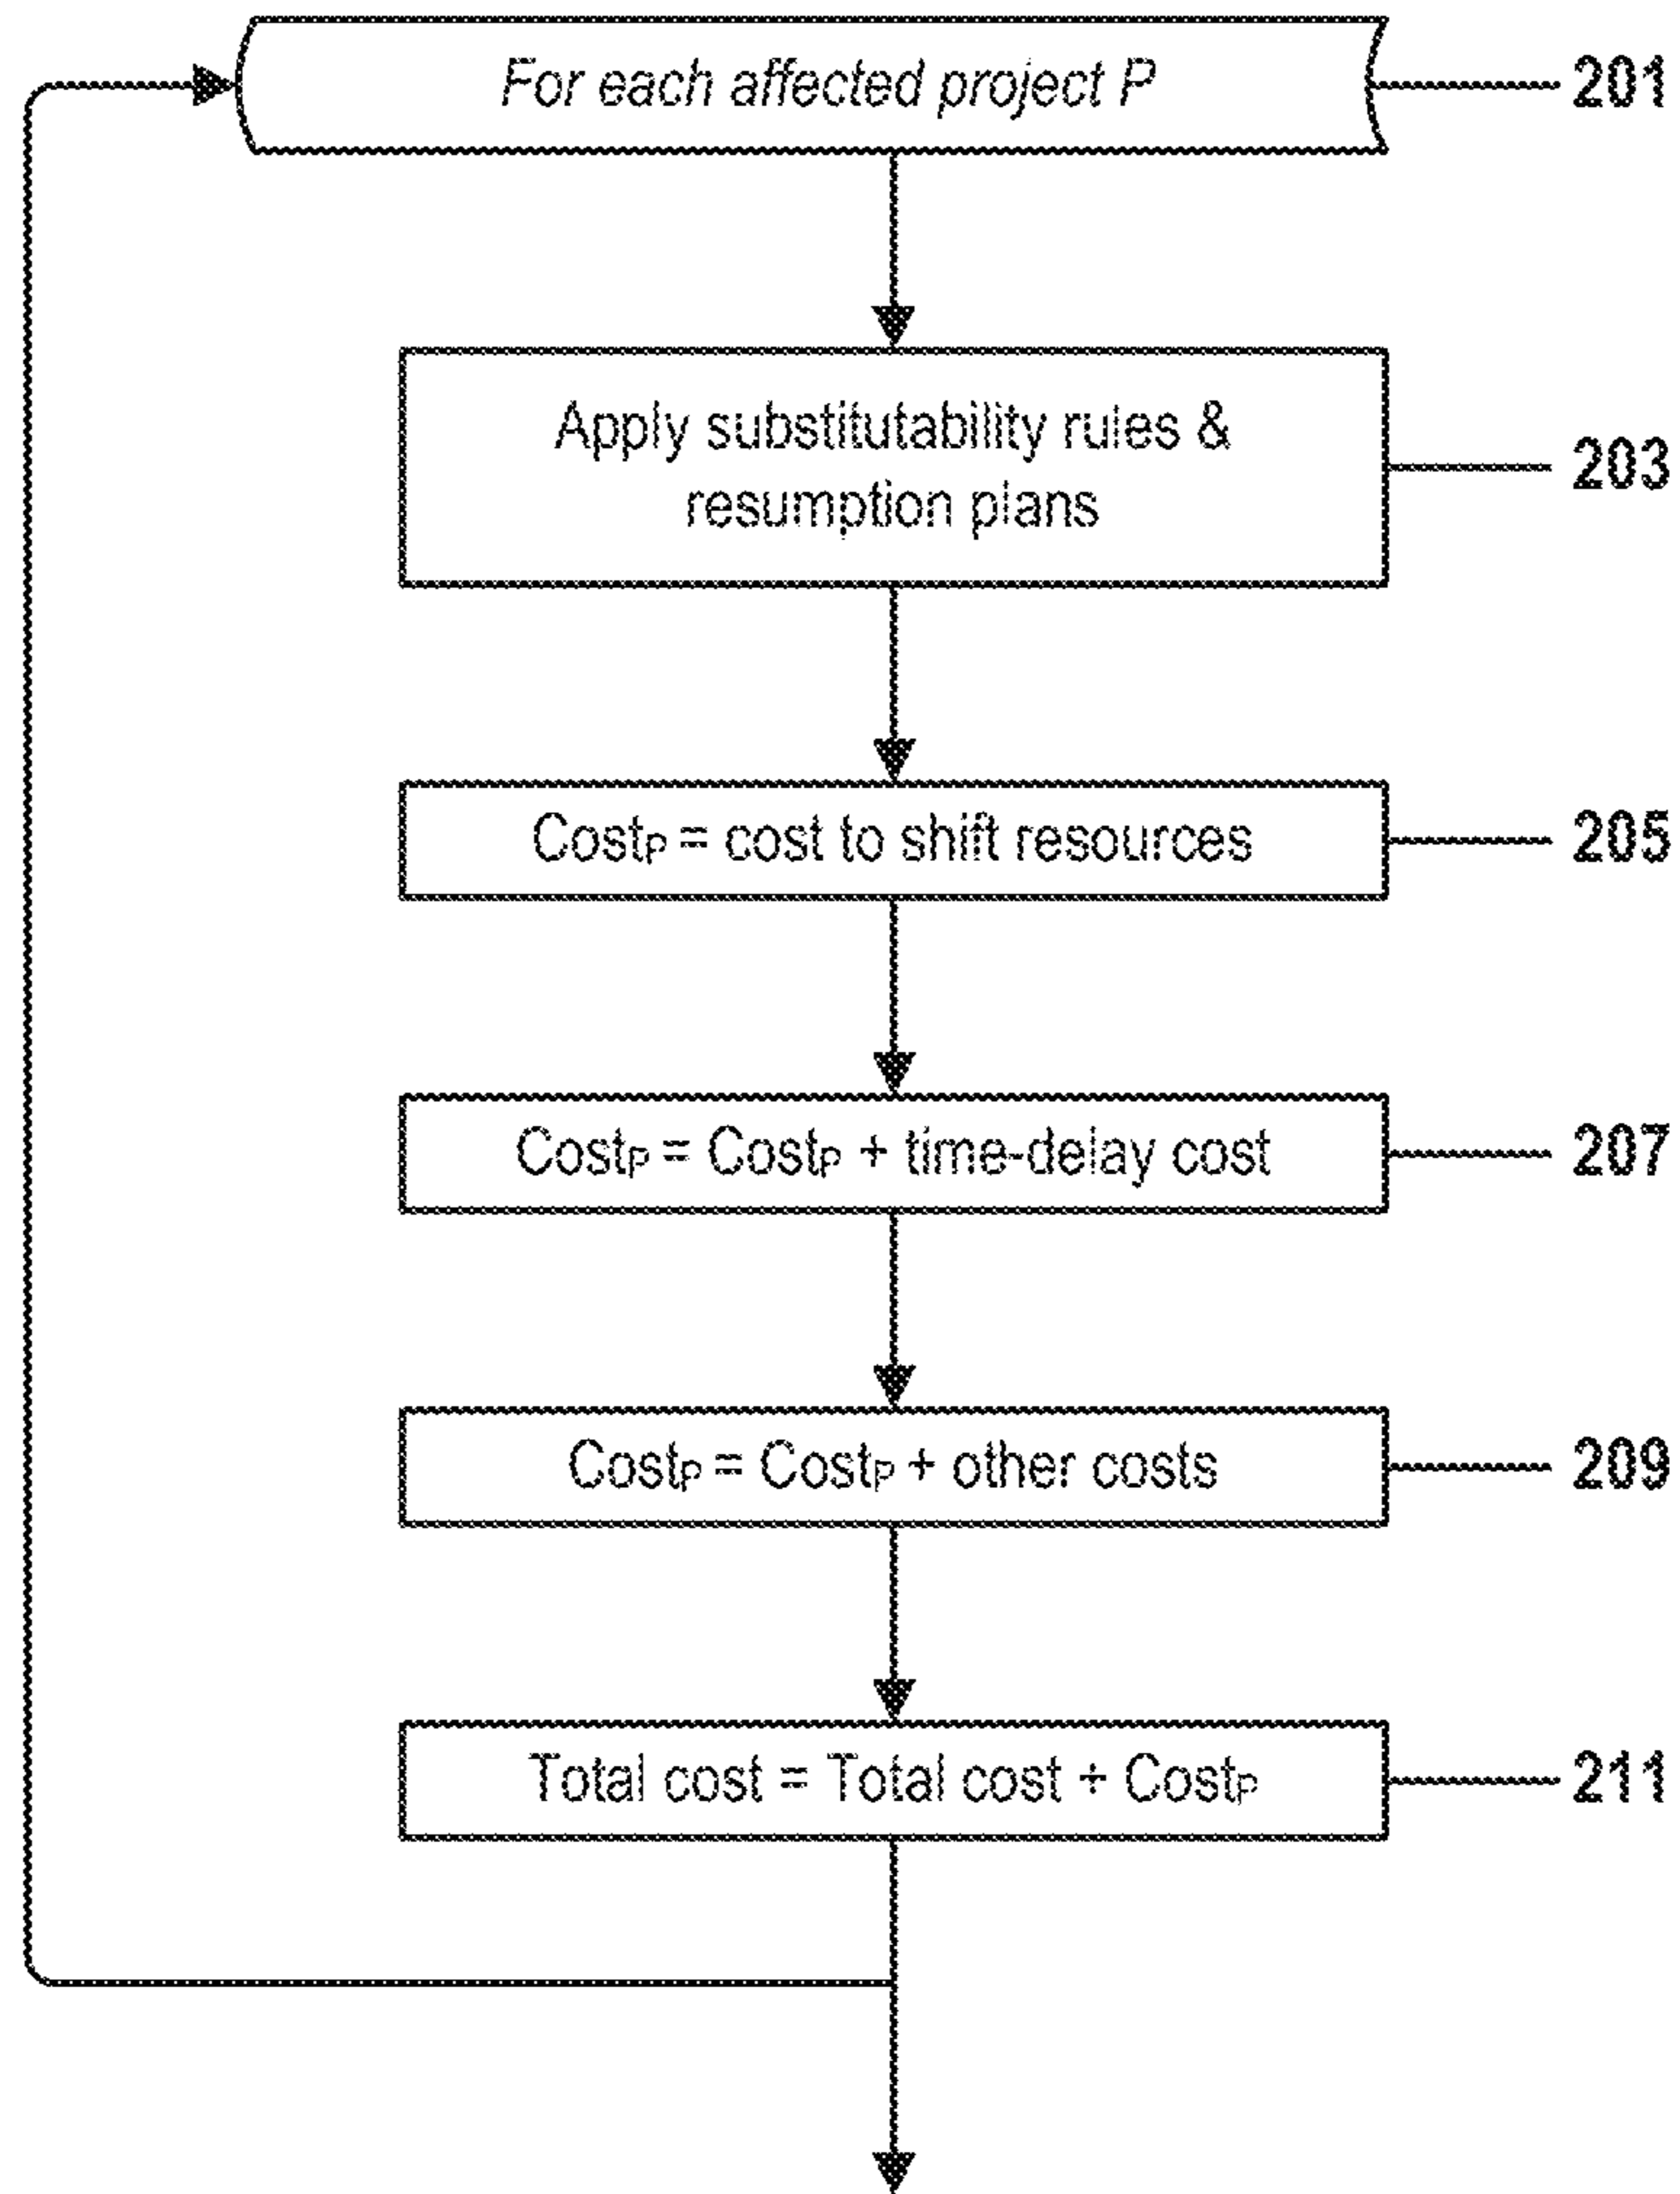 For each affected project P
201
Apply substitutability rules &
resumption plans
203
CostP = cost to shift resources
205
CostP = CostP + time-delay cost
207
CostP = CostP + other costs
209
Total cost = Total cost + CostP
211